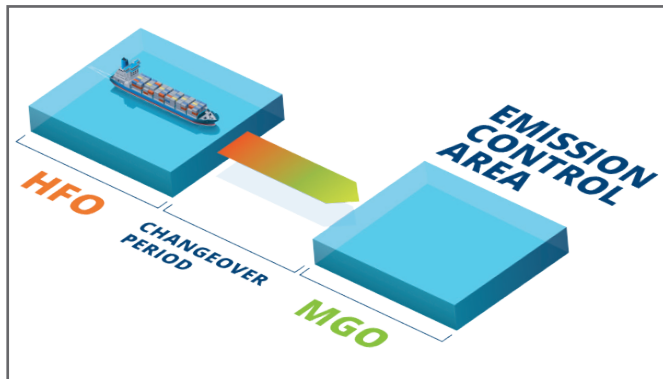 EMISSION
CONTROL
AREA
HFO
CHANGEOVER
PERIOD
MGO